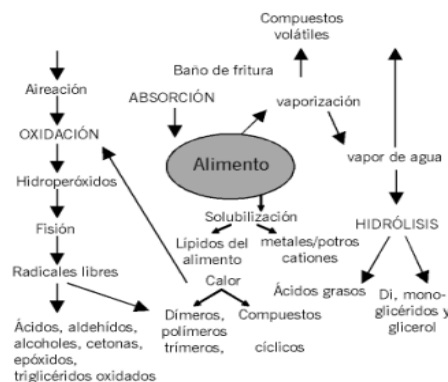 Compuestos
volátiles
Baño de fritura
Aireación
ABSORCIÓN
vaporización
OXIDACIÓN
Alimento
vapor de agua
Hidroperóxidos
Solubilización
HIDRÓLISIS
Fisión
Lípidos del
alimento
metales/potros
cationes
Radicales libres
Calor
Ácidos grasos
Di, mono-
glicéridos y
glicerol
Ácidos, aldehídos,
alcoholes, cetonas,
epóxidos,
triglicéridos oxidados
Dímeros,
polímeros
trímeros,
Compuestos
cíclicos